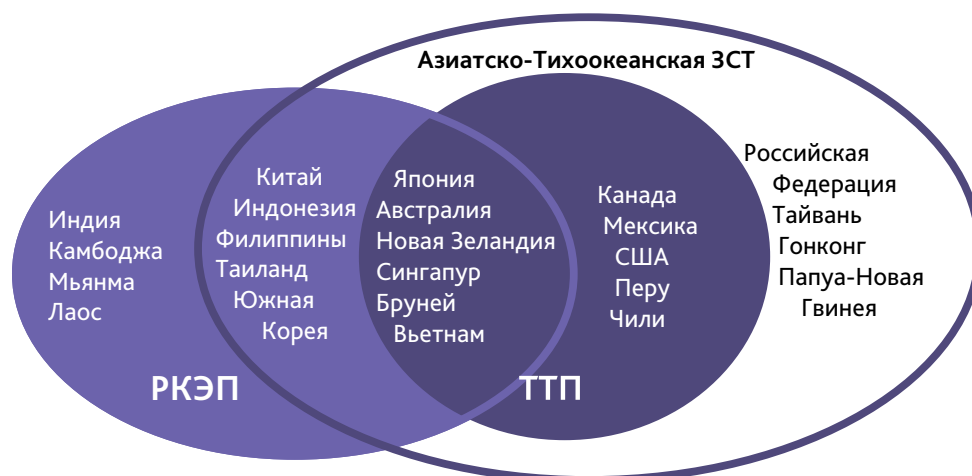 Азиатско-Тихоокеанская ЗСТ
Индия
Камбоджа
Мьянма
Лаос
Китай
Индонезия
Филиппины
Таиланд
Южная
Корея
Япония
Австралия
Новая Зеландия
Сингапур
Бруней
Вьетнам
Канада
Мексика
США
Перу
Чили
Российская
Федерация
Тайвань
Гонконг
Папуа-Новая
Гвинея
РКЭП
ТТП